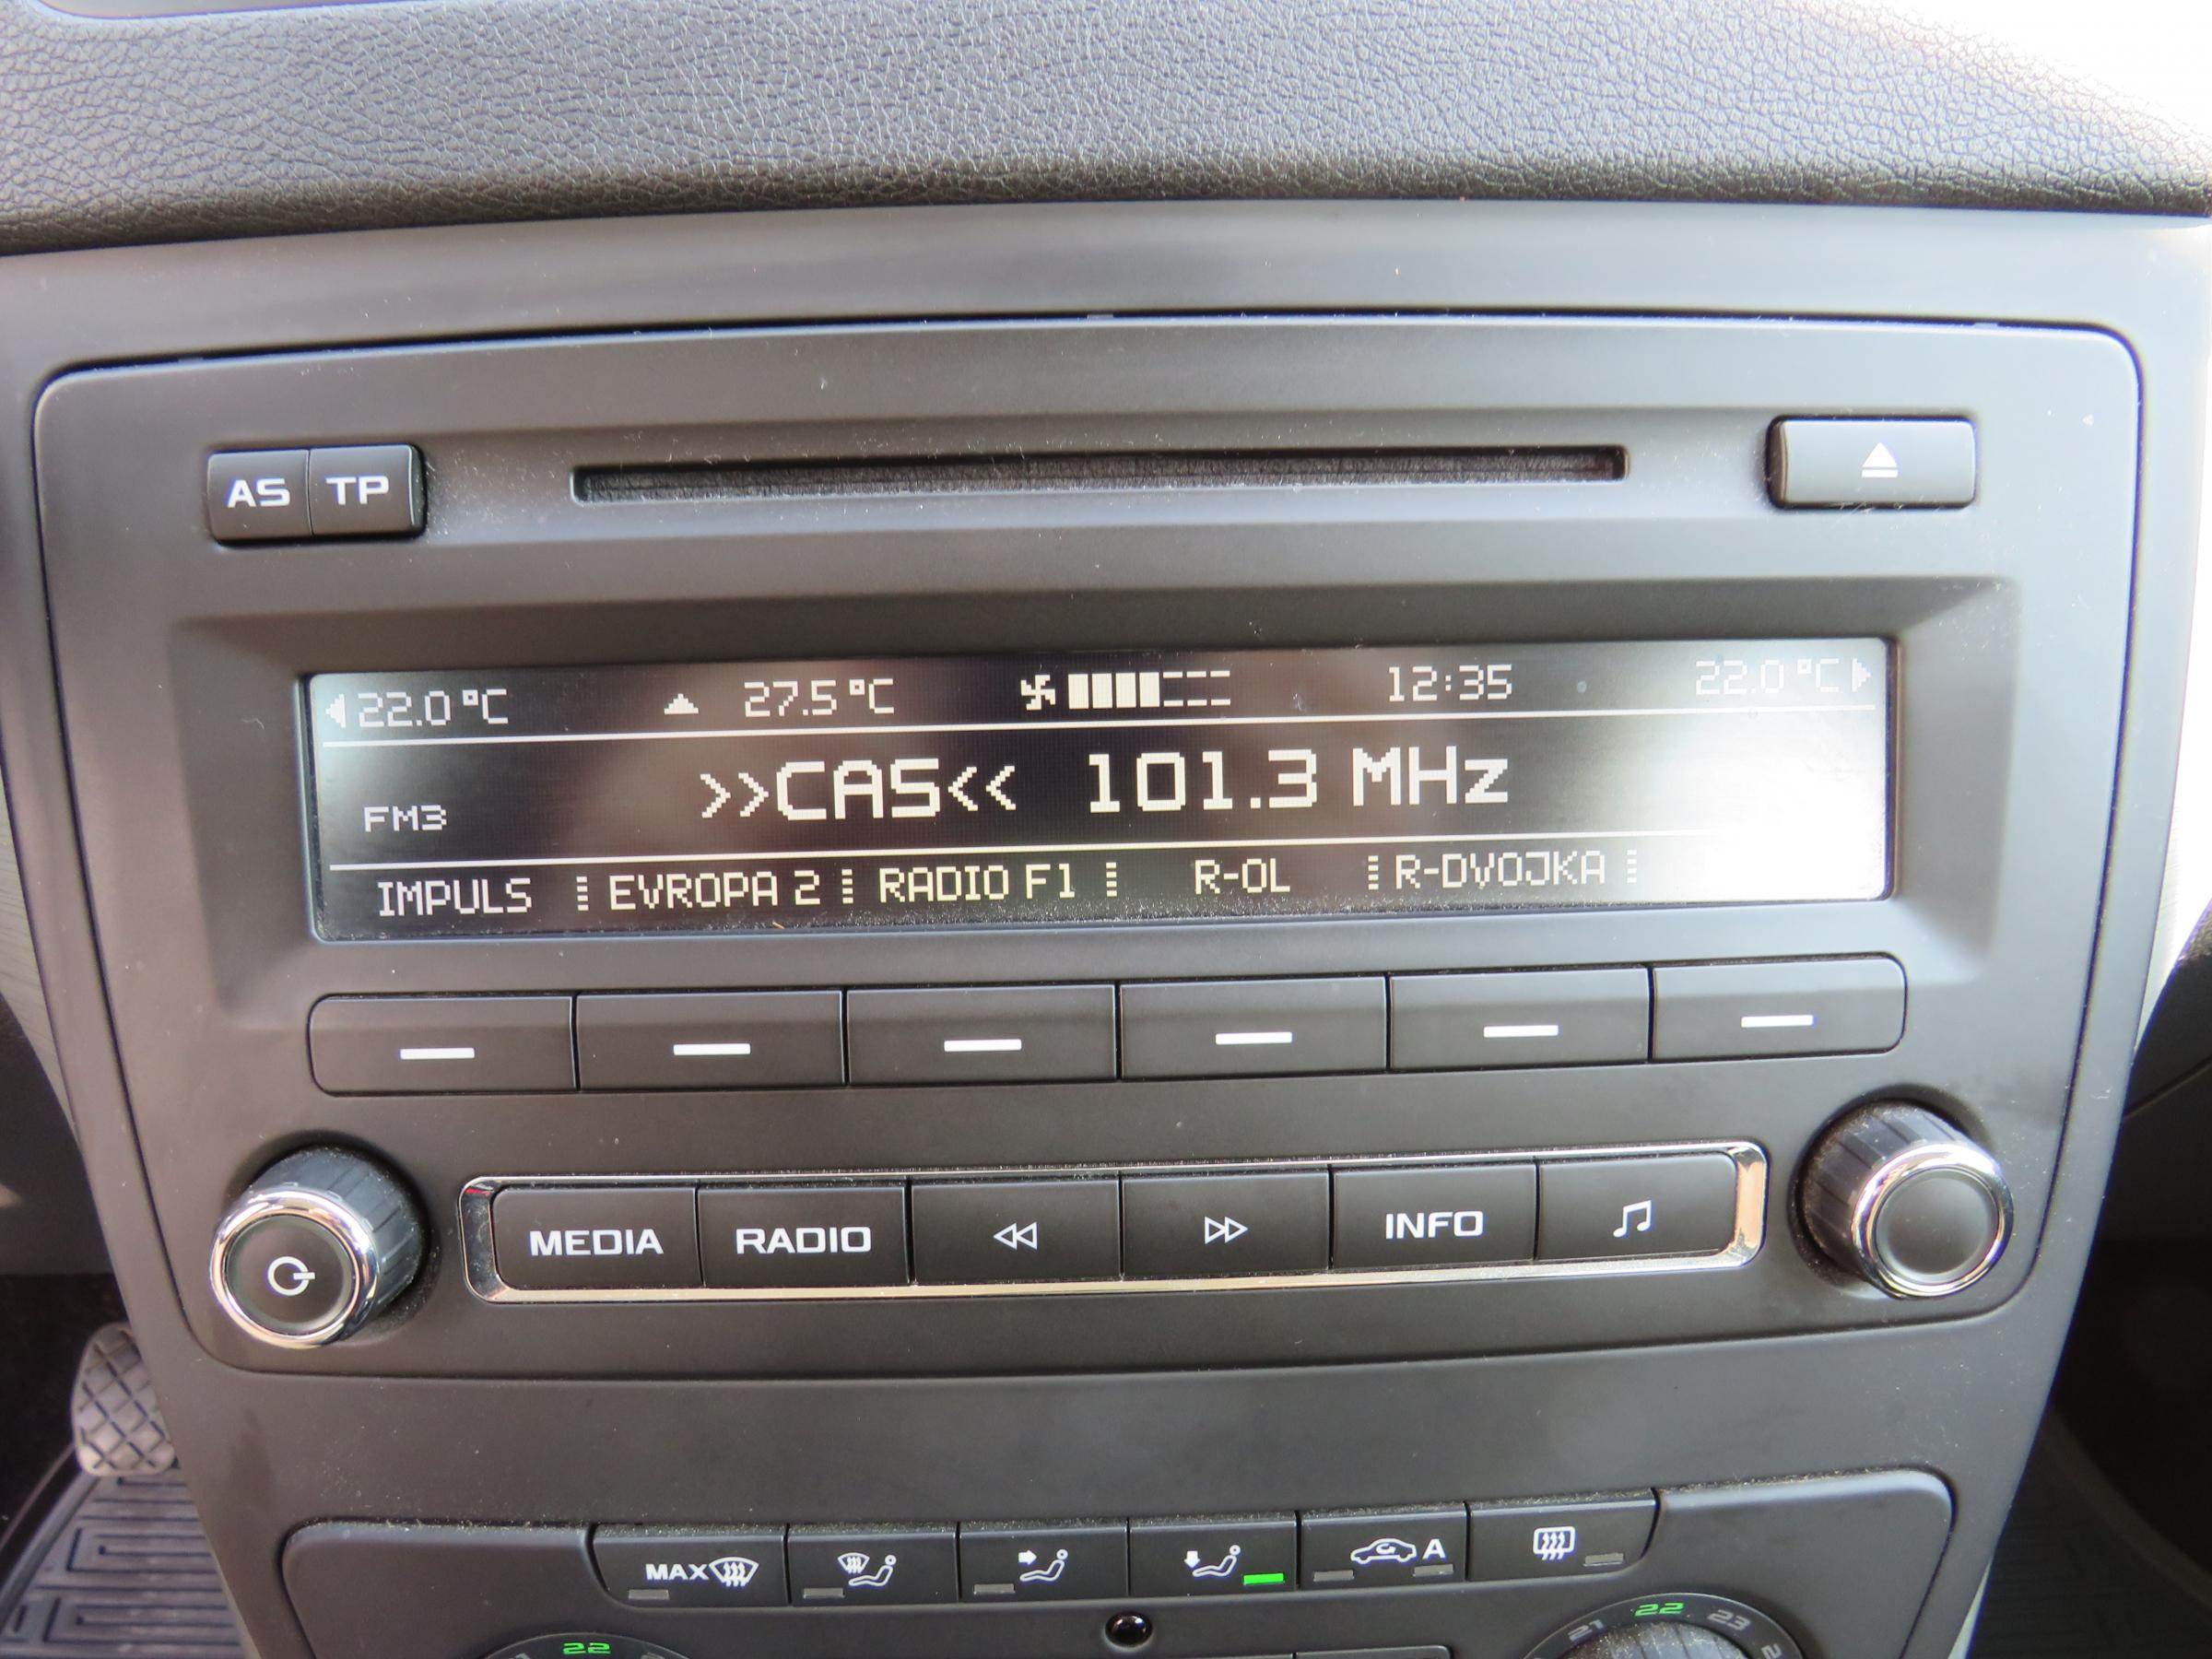 AS TP
22.0 °C 27.5 °C 12:35 22.0 °C
FM3 >>CAS<< 101.3 MHz
IMPULS EVROPA 2 RADIO F1 R-OL R-DVOJKA
MEDIA RADIO INFO
MAX A
22 21 22 23